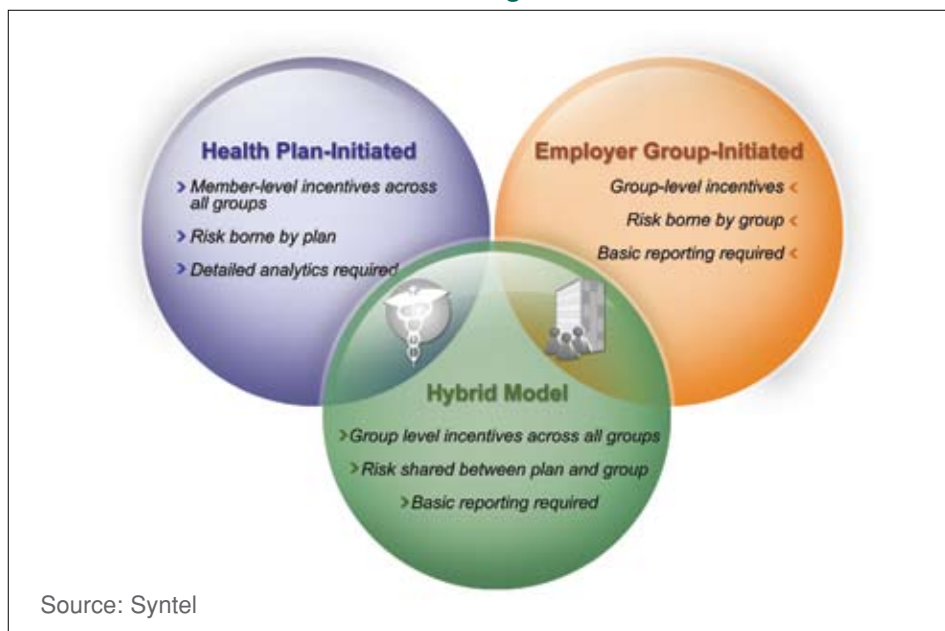 Health Plan-Initiated
> Member-level incentives across
all groups
> Risk borne by plan
> Detailed analytics required
Employer Group-Initiated
Group-level incentives <
Risk borne by group <
Basic reporting required <
Hybrid Model
>Group level incentives across all groups
>Risk shared between plan and group
>Basic reporting required
Source: Syntel